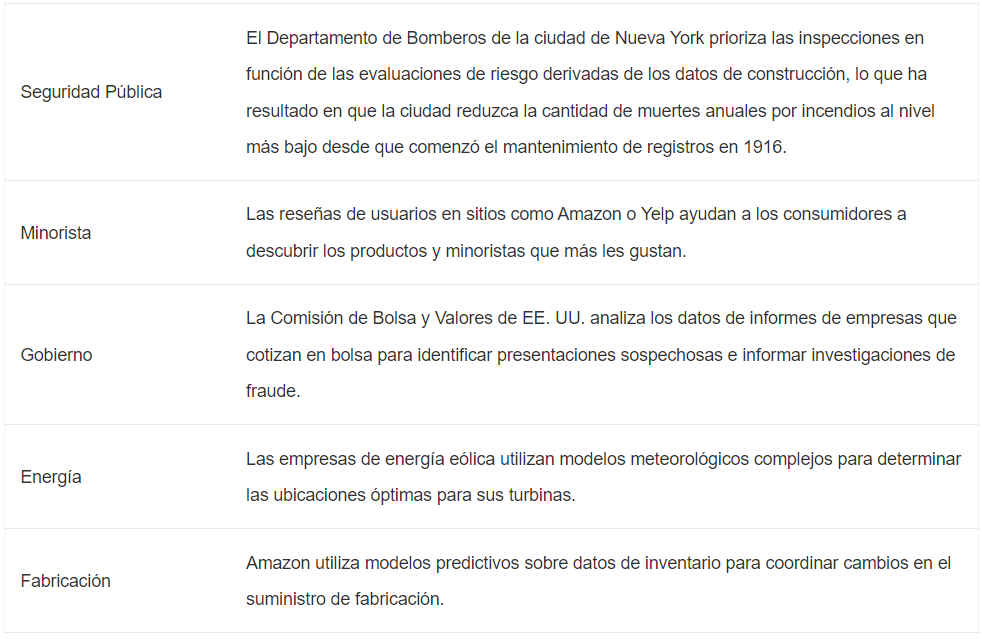 Seguridad Pública
El Departamento de Bomberos de la ciudad de Nueva York prioriza las inspecciones en
función de las evaluaciones de riesgo derivadas de los datos de construcción, lo que ha
resultado en que la ciudad reduzca la cantidad de muertes anuales por incendios al nivel
más bajo desde que comenzó el mantenimiento de registros en 1916.
Minorista
Las reseñas de usuarios en sitios como Amazon o Yelp ayudan a los consumidores a
descubrir los productos y minoristas que más les gustan.
Gobierno
La Comisión de Bolsa y Valores de EE. UU. analiza los datos de informes de empresas que
cotizan en bolsa para identificar presentaciones sospechosas e informar investigaciones de
fraude.
Energía
Las empresas de energía eólica utilizan modelos meteorológicos complejos para determinar
las ubicaciones óptimas para sus turbinas.
Fabricación
Amazon utiliza modelos predictivos sobre datos de inventario para coordinar cambios en el
suministro de fabricación.